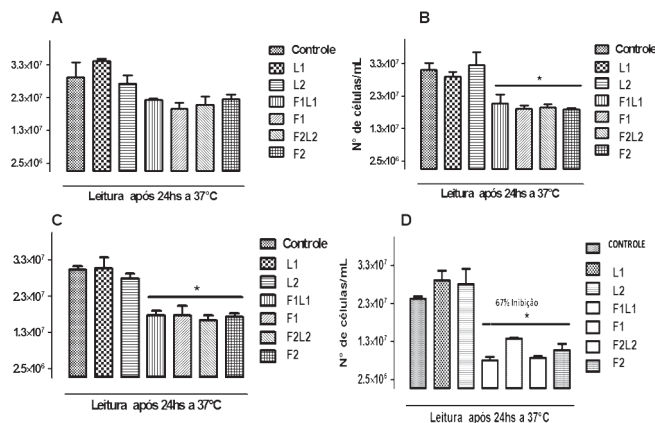 A
3.3x10⁷
2.3x10⁷
1.3x10⁷
2.5x10⁶
Controle
L1
L2
F1L1
F1
F2L2
F2
Leitura após 24hs a 37°C
B
N° de células/mL
3.3x10⁷
2.3x10⁷
1.3x10⁷
2.5x10⁶
*
Controle
L1
L2
F1L1
F1
F2L2
F2
Leitura após 24hs a 37°C
C
3.3x10⁷
2.3x10⁷
1.3x10⁷
2.5x10⁶
*
Controle
L1
L2
F1L1
F1
F2L2
F2
Leitura após 24hs a 37°C
D
N° de células/mL
3.3x10⁷
2.3x10⁷
1.3x10⁷
2.5x10⁶
67% Inibição
*
CONTROLE
L1
L2
F1L1
F1
F2L2
F2
Leitura após 24hs a 37°C